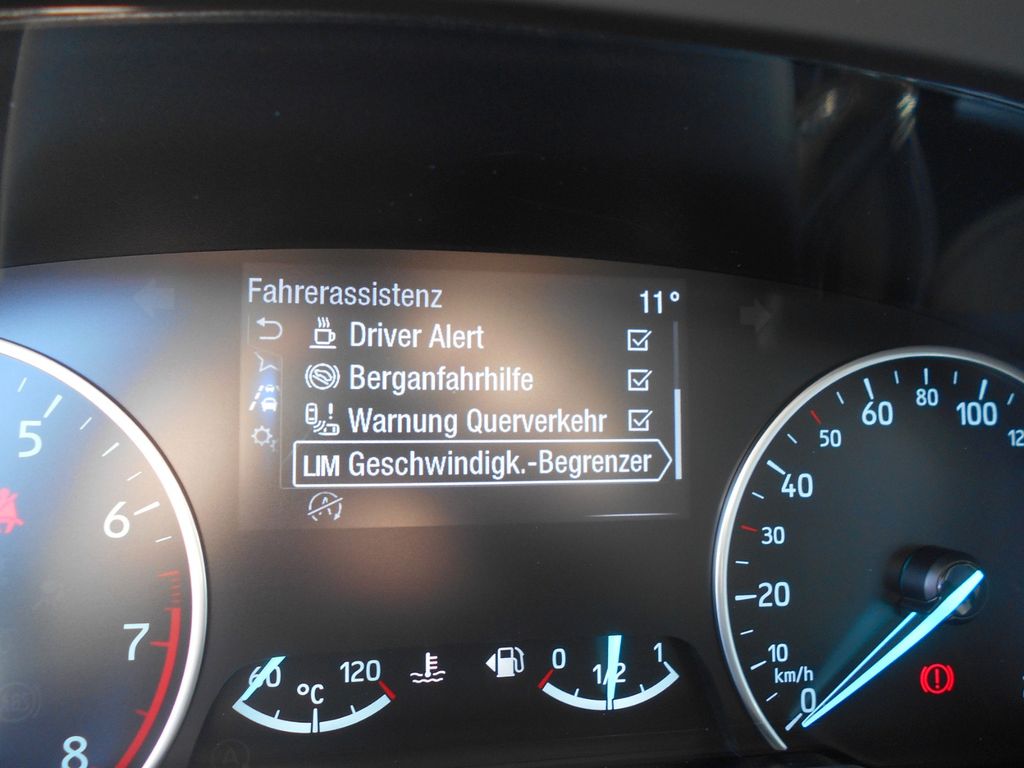 Fahrerassistenz 11°
Driver Alert
Berganfahrhilfe
Warnung Querverkehr
LIM Geschwindigk.-Begrenzer
A
5
6
7
8
60 120
°C
0 1/2 1
0 10 20 30 40 50 60 80 100
km/h